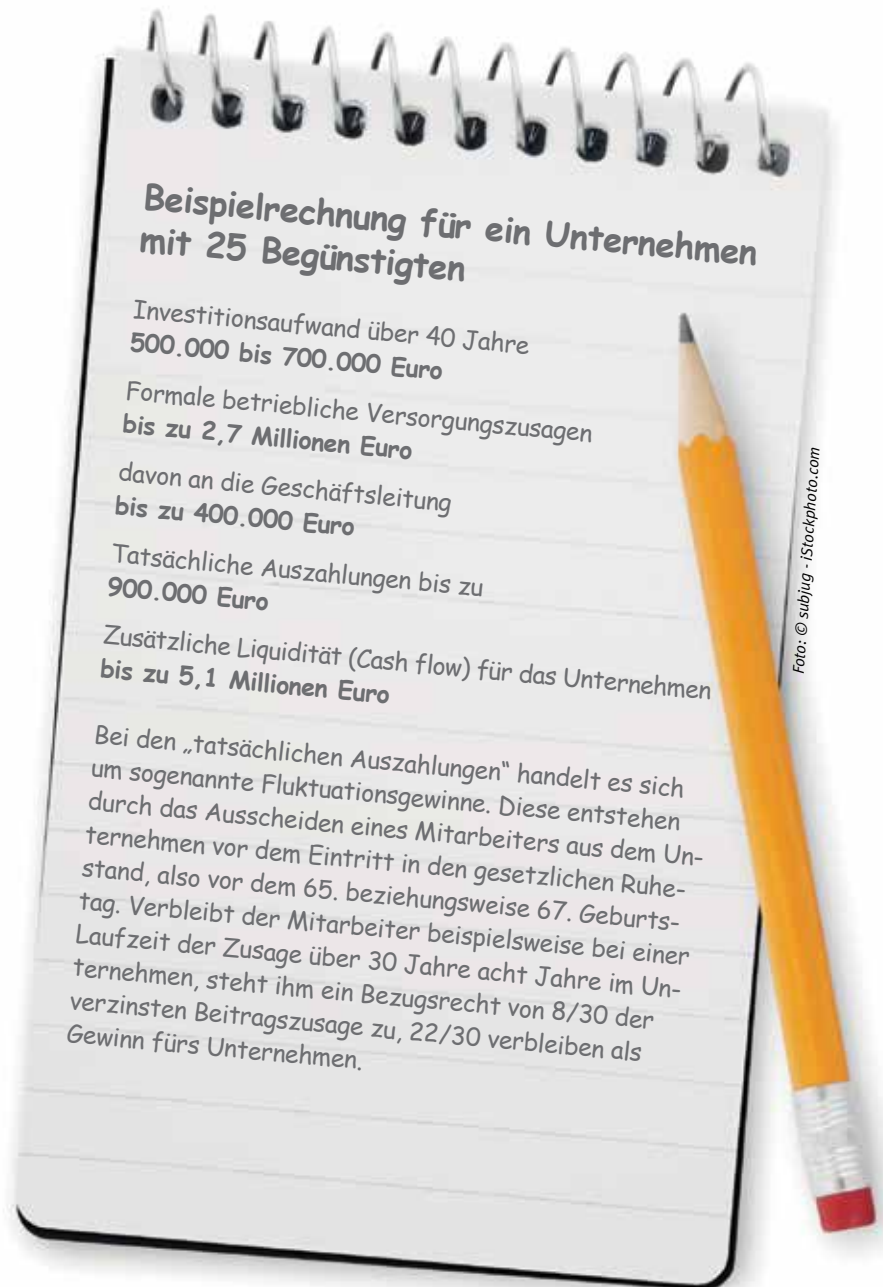 Beispielrechnung für ein Unternehmen
mit 25 Begünstigten
Investitionsaufwand über 40 Jahre
500.000 bis 700.000 Euro
Formale betriebliche Versorgungszusagen
bis zu 2,7 Millionen Euro
davon an die Geschäftsleitung
bis zu 400.000 Euro
Tatsächliche Auszahlungen bis zu
900.000 Euro
Zusätzliche Liquidität (Cash flow) für das Unternehmen
bis zu 5,1 Millionen Euro
Bei den „tatsächlichen Auszahlungen“ handelt es sich
um sogenannte Fluktuationsgewinne. Diese entstehen
durch das Ausscheiden eines Mitarbeiters aus dem Un-
ternehmen vor dem Eintritt in den gesetzlichen Ruhe-
stand, also vor dem 65. beziehungsweise 67. Geburts-
tag. Verbleibt der Mitarbeiter beispielsweise bei einer
Laufzeit der Zusage über 30 Jahre acht Jahre im Un-
ternehmen, steht ihm ein Bezugsrecht von 8/30 der
verzinsten Beitragszusage zu, 22/30 verbleiben als
Gewinn fürs Unternehmen.
Foto: © subjug - iStockphoto.com